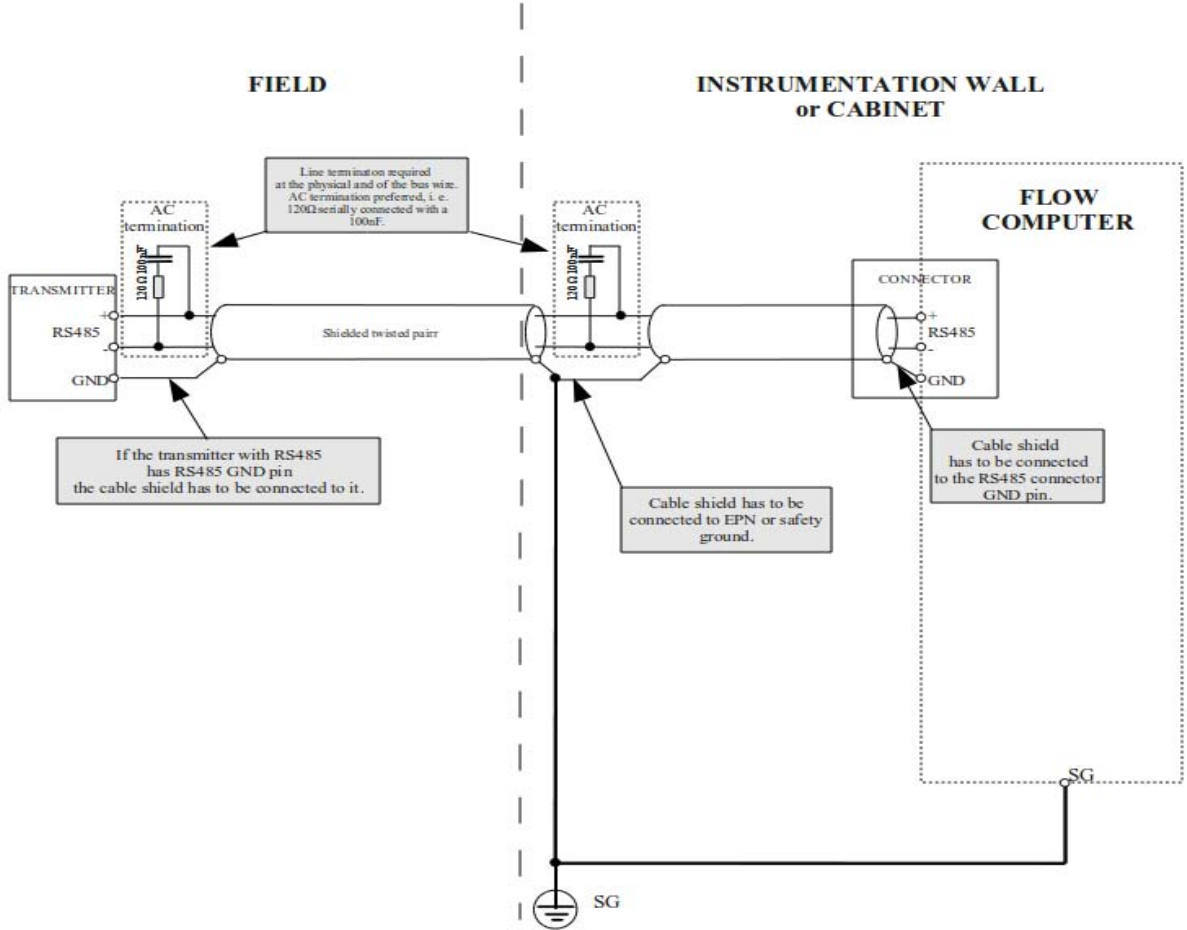 FIELD
INSTRUMENTATION WALL
or CABINET
Line terminaton required
at the physical and of the bus wire.
AC termination preferred, i. e.
120Ω serially connected with a
100nF.
AC
termination
120Ω 100nF
AC
termination
120Ω 100nF
FLOW
COMPUTER
TRANSMITTER
+
RS485
-
GND
Shielded twisted pairr
CONNECTOR
+
RS485
-
GND
If the transmitter with RS485
has RS485 GND pin
the cable shield has to be connected to it.
Cable shield has to be
connected to EPN or safety
ground.
Cable shield
has to be connected
to the RS485 connector
GND pin.
SG
SG